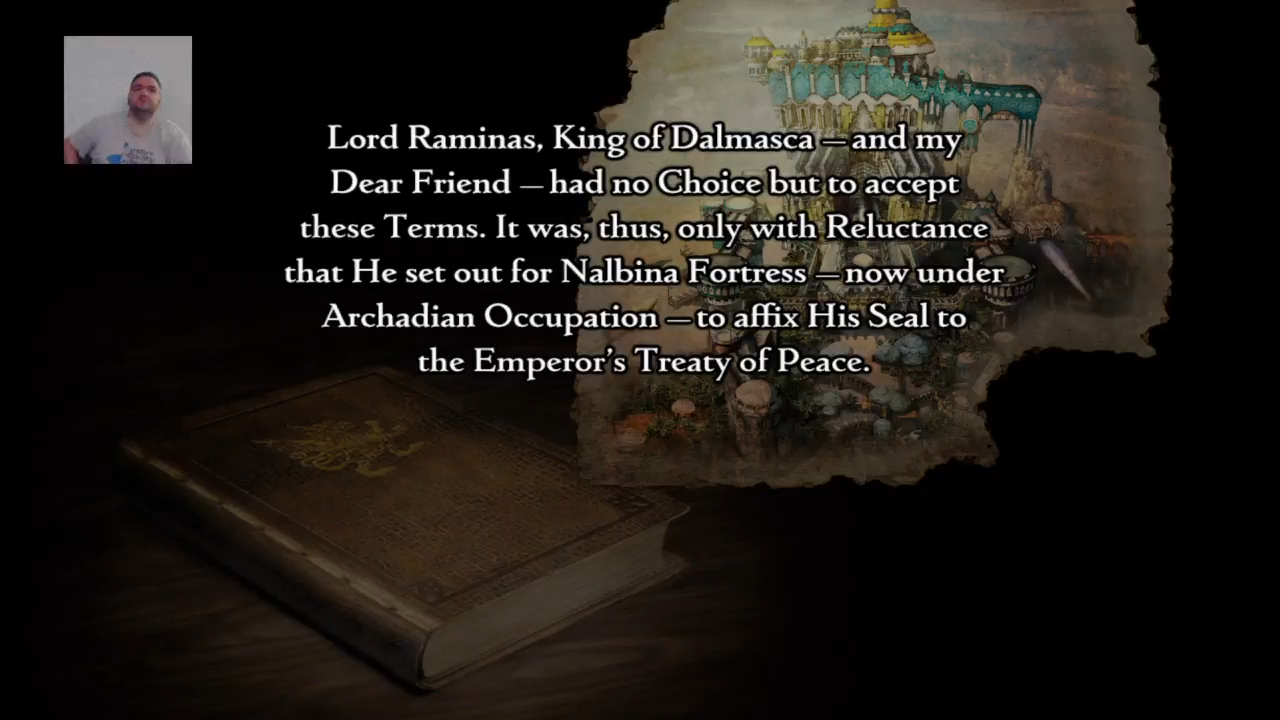 Lord Raminas, King of Dalmasca – and my
Dear Friend – had no Choice but to accept
these Terms. It was, thus, only with Reluctance
that He set out for Nalbina Fortress – now under
Archadian Occupation – to affix His Seal to
the Emperor’s Treaty of Peace.